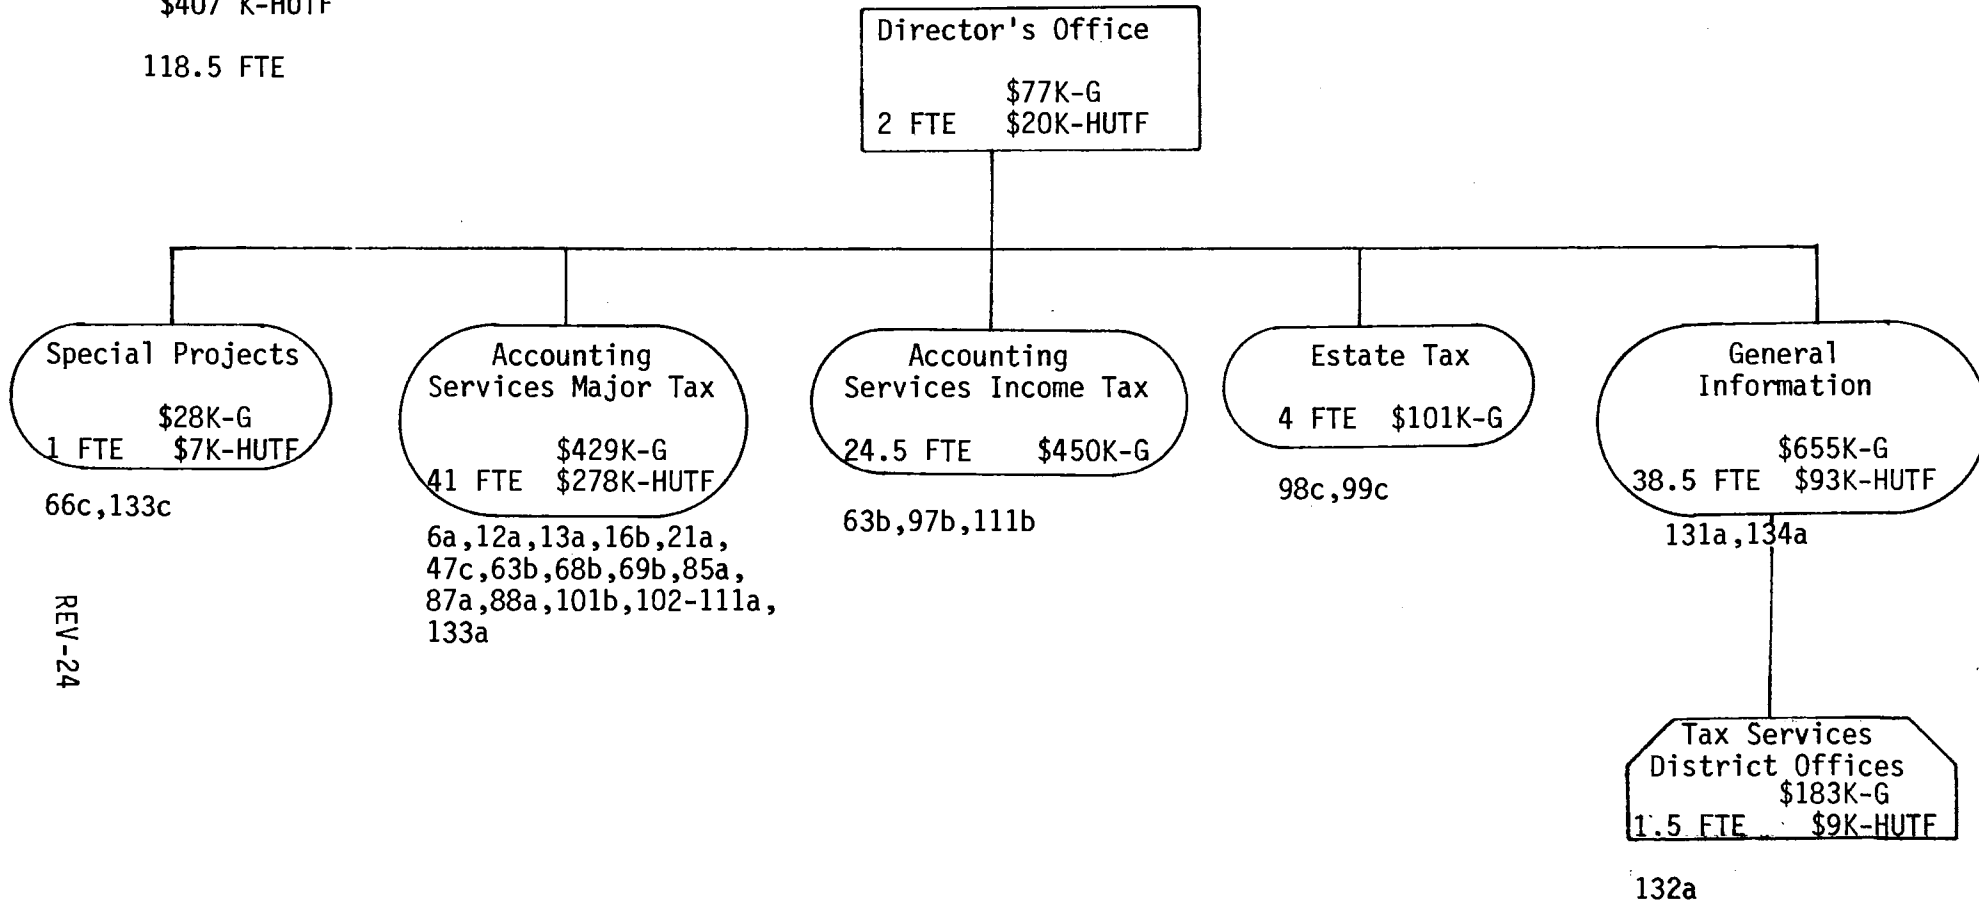 $407 K-HUTF
118.5 FTE
Director's Office
$77K-G
2 FTE $20K-HUTF
Special Projects
$28K-G
1 FTE $7K-HUTF
66c,133c
Accounting
Services Major Tax
$429K-G
41 FTE $278K-HUTF
6a,12a,13a,16b,21a,
47c,63b,68b,69b,85a,
87a,88a,101b,102-111a,
133a
Accounting
Services Income Tax
24.5 FTE $450K-G
63b,97b,111b
Estate Tax
4 FTE $101K-G
98c,99c
General
Information
$655K-G
38.5 FTE $93K-HUTF
131a,134a
Tax Services
District Offices
$183K-G
1.5 FTE $9K-HUTF
132a
REV-24